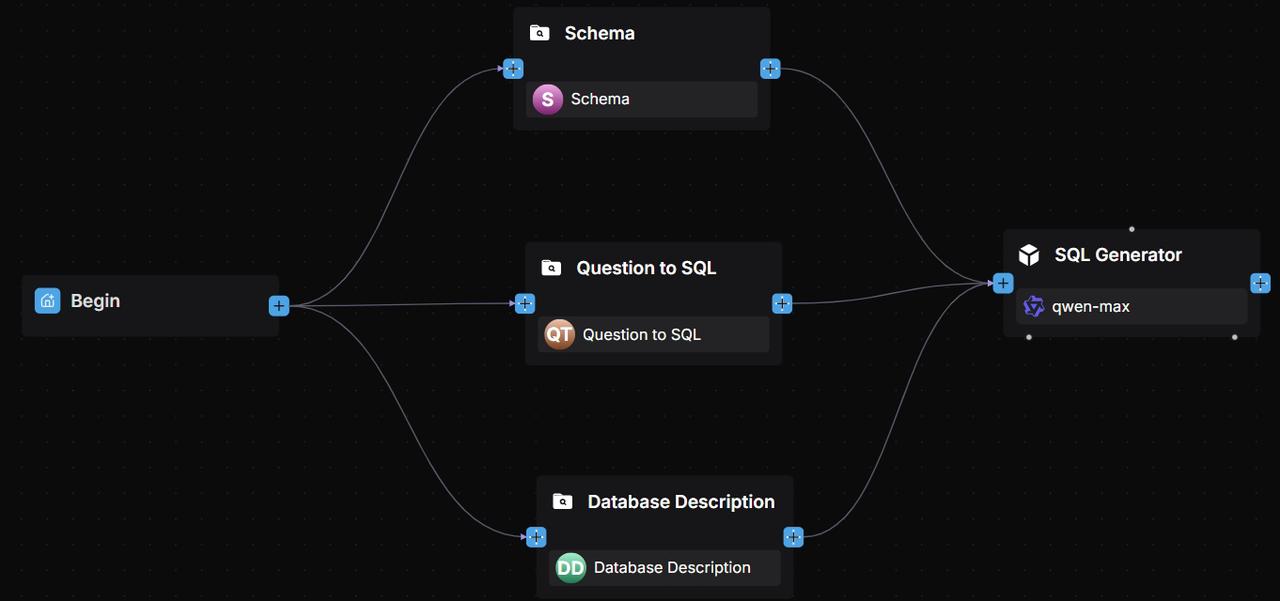 Begin
Schema
S Schema
Question to SQL
QT Question to SQL
Database Description
DD Database Description
SQL Generator
qwen-max